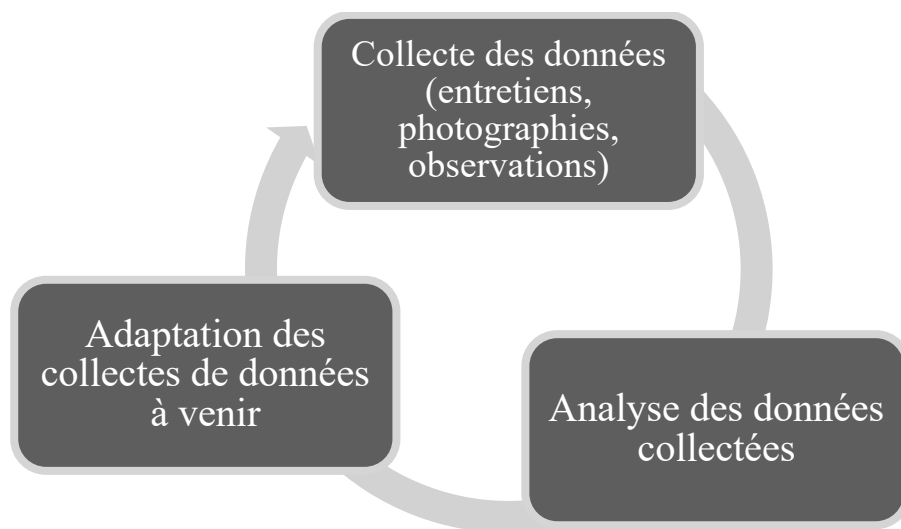 Collecte des données
(entretiens,
photographies,
observations)
Adaptation des
collectes de données
à venir
Analyse des données
collectées